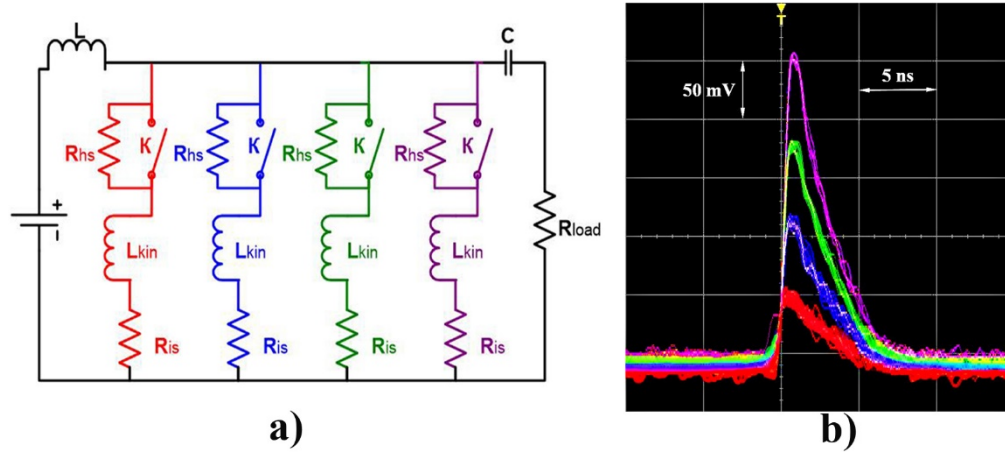 L
C
T
Rhs
K
Rhs
K
Rhs
K
Rhs
K
50 mV
5 ns
+
Lkin
Lkin
Lkin
Lkin
Rload
Ris
Ris
Ris
Ris
a)
b)